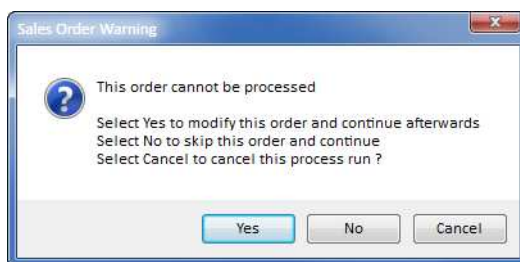 Sales Order Warning
This order cannot be processed
Select Yes to modify this order and continue afterwards
Select No to skip this order and continue
Select Cancel to cancel this process run ?
Yes
No
Cancel